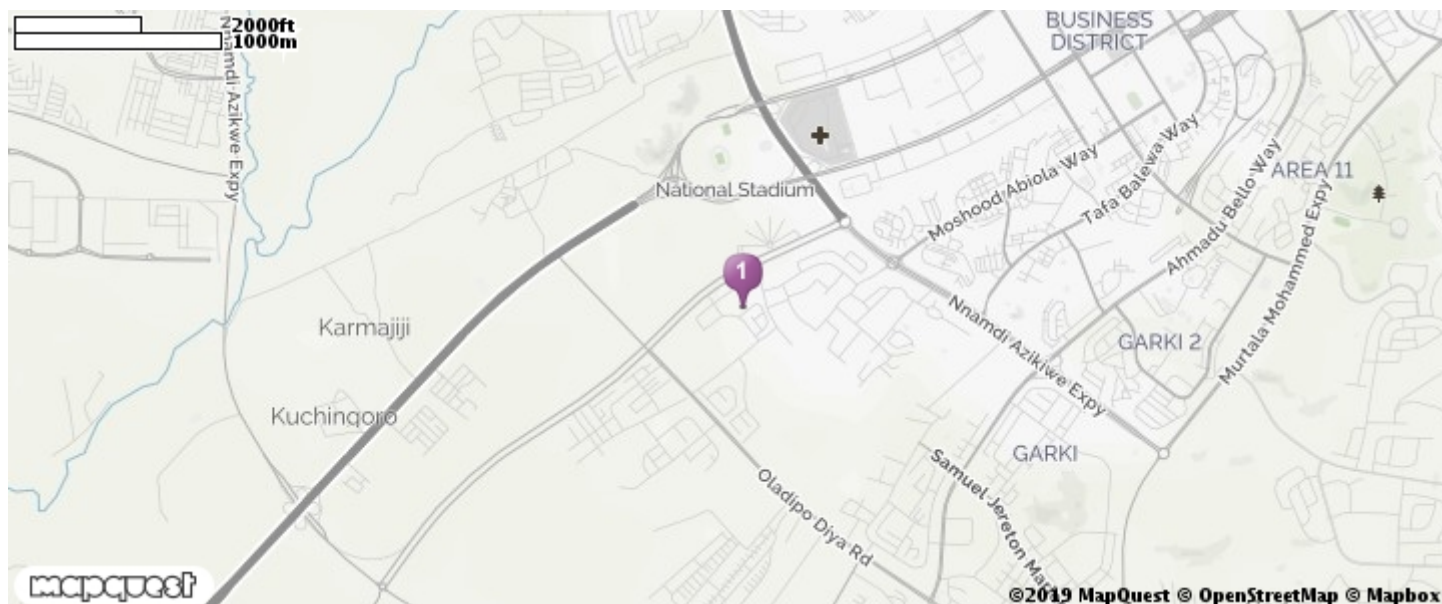 2000ft
1000m
Nnamdi Azikwe Expy
BUSINESS
DISTRICT
National Stadium
Moshood Abiola Way
Tafa Balewa Way
Ahmadu Bello Way
AREA 11
1
Karmajiji
Nnamdi Azikiwe Expy
GARKI 2
Murtala Mohammed Expy
Kuchingoro
GARKI
Samuel Jereton Mar
Oladipo Diya Rd
mapquest
©2019 MapQuest © OpenStreetMap © Mapbox